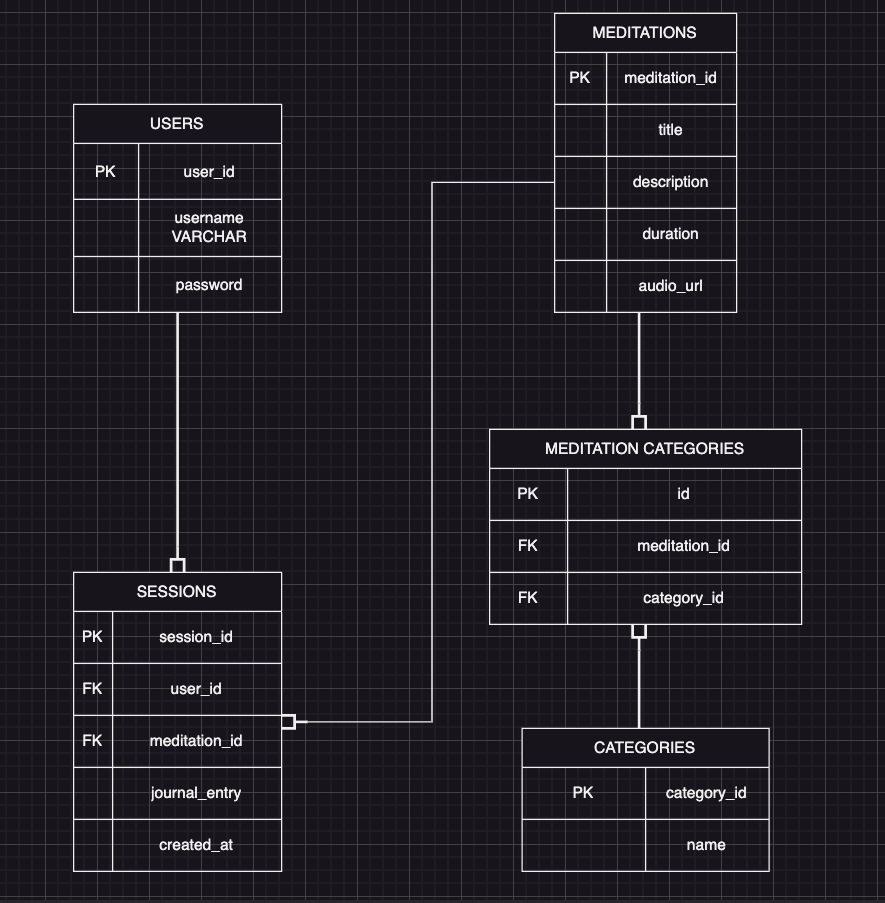 USERS
PK user_id
username
VARCHAR
password
MEDITATIONS
PK meditation_id
title
description
duration
audio_url
SESSIONS
PK session_id
FK user_id
FK meditation_id
journal_entry
created_at
MEDITATION CATEGORIES
PK id
FK meditation_id
FK category_id
CATEGORIES
PK category_id
name